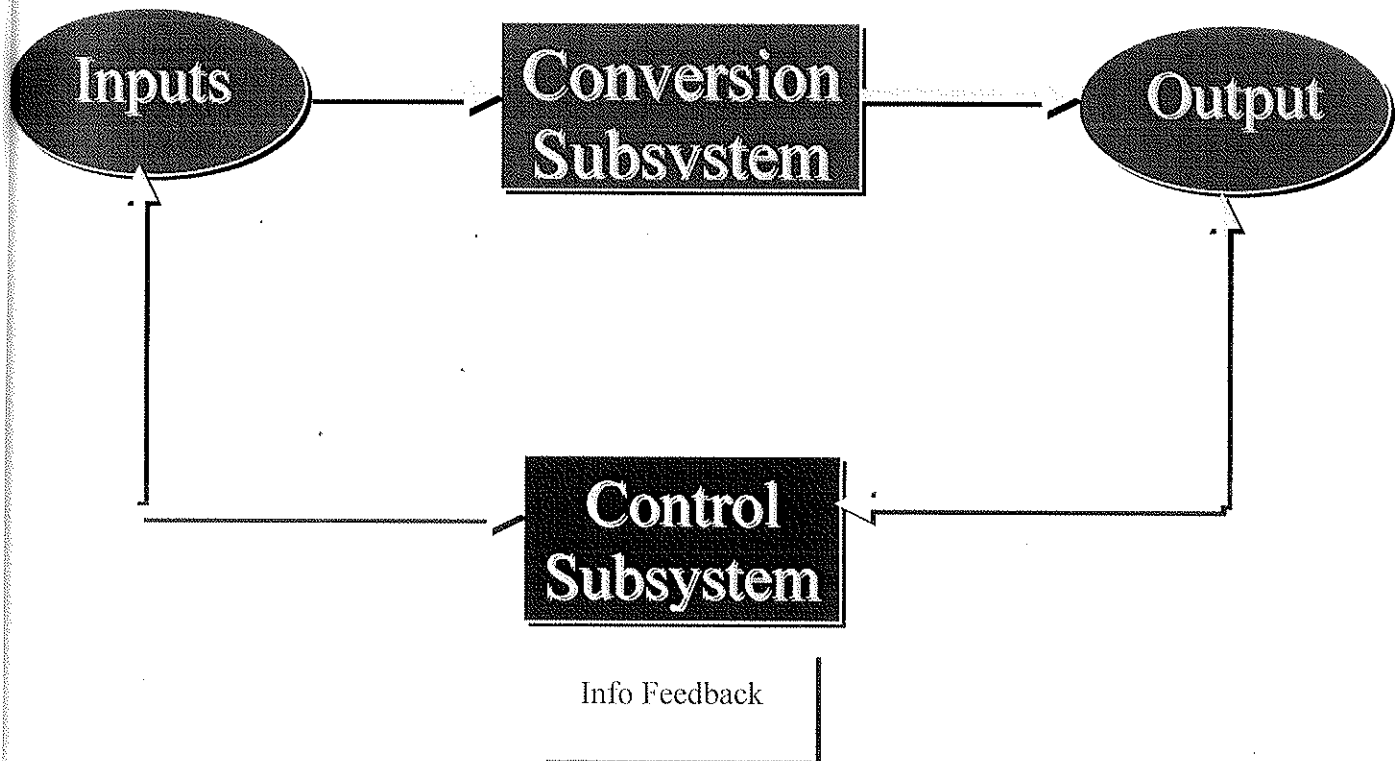 Inputs
Conversion
Subsystem
Output
Control
Subsystem
Info Feedback